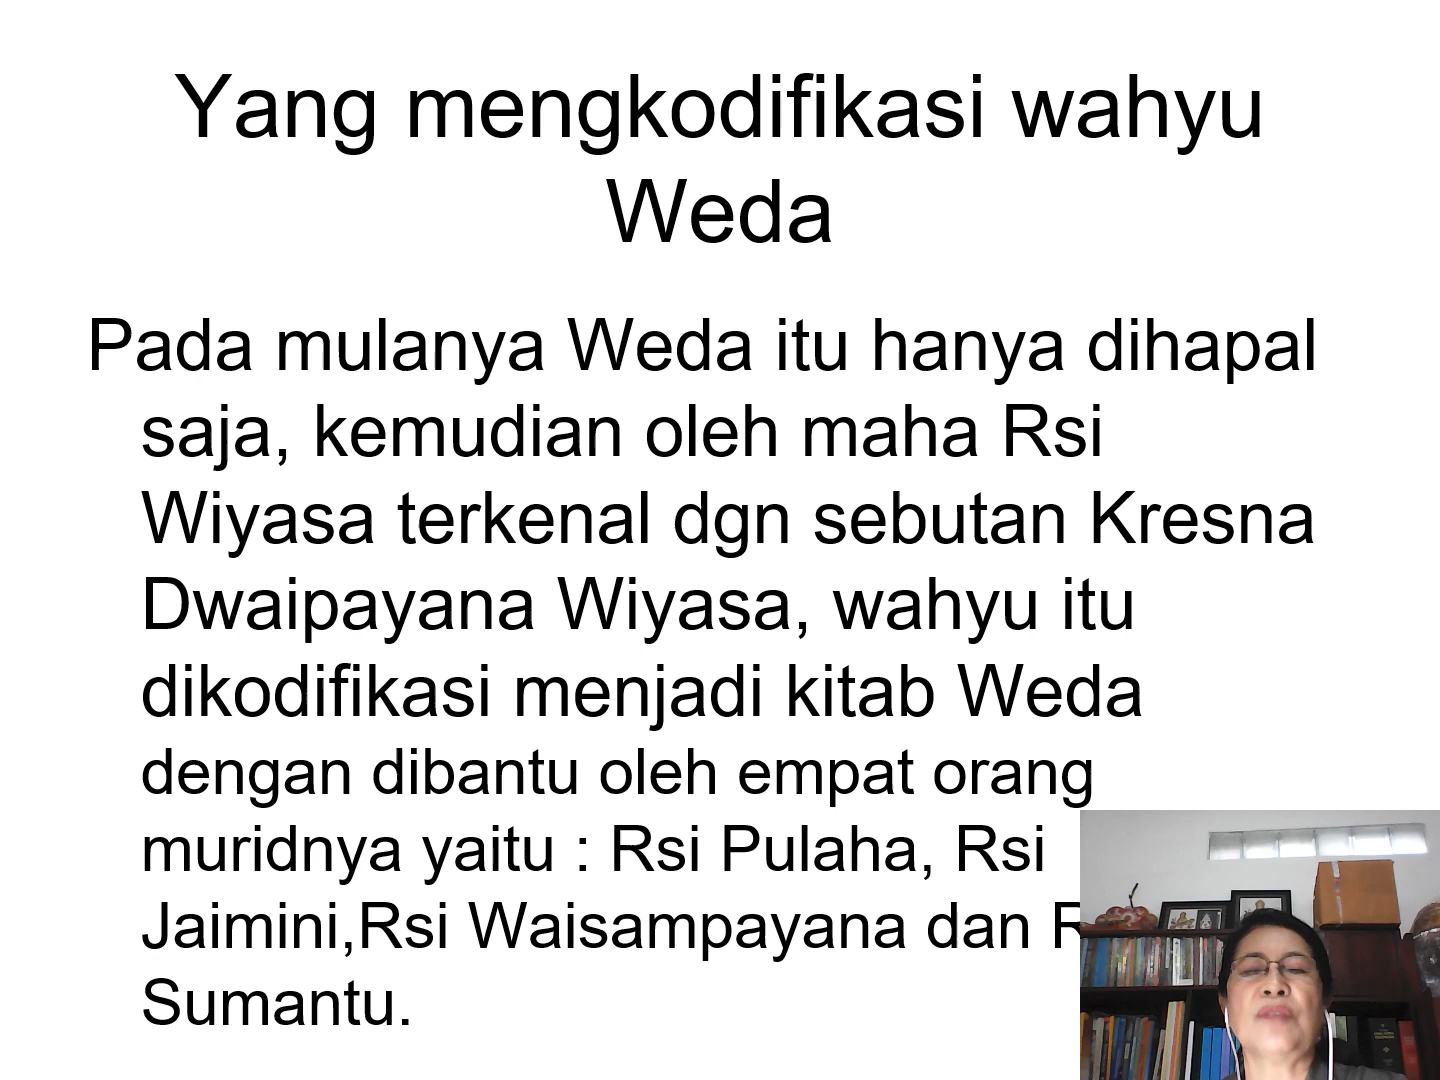 Yang mengkodifikasi wahyu
Weda
Pada mulanya Weda itu hanya dihapal
saja, kemudian oleh maha Rsi
Wiyasa terkenal dgn sebutan Kresna
Dwaipayana Wiyasa, wahyu itu
dikodifikasi menjadi kitab Weda
dengan dibantu oleh empat orang
muridnya yaitu : Rsi Pulaha, Rsi
Jaimini,Rsi Waisampayana dan
Sumantu.